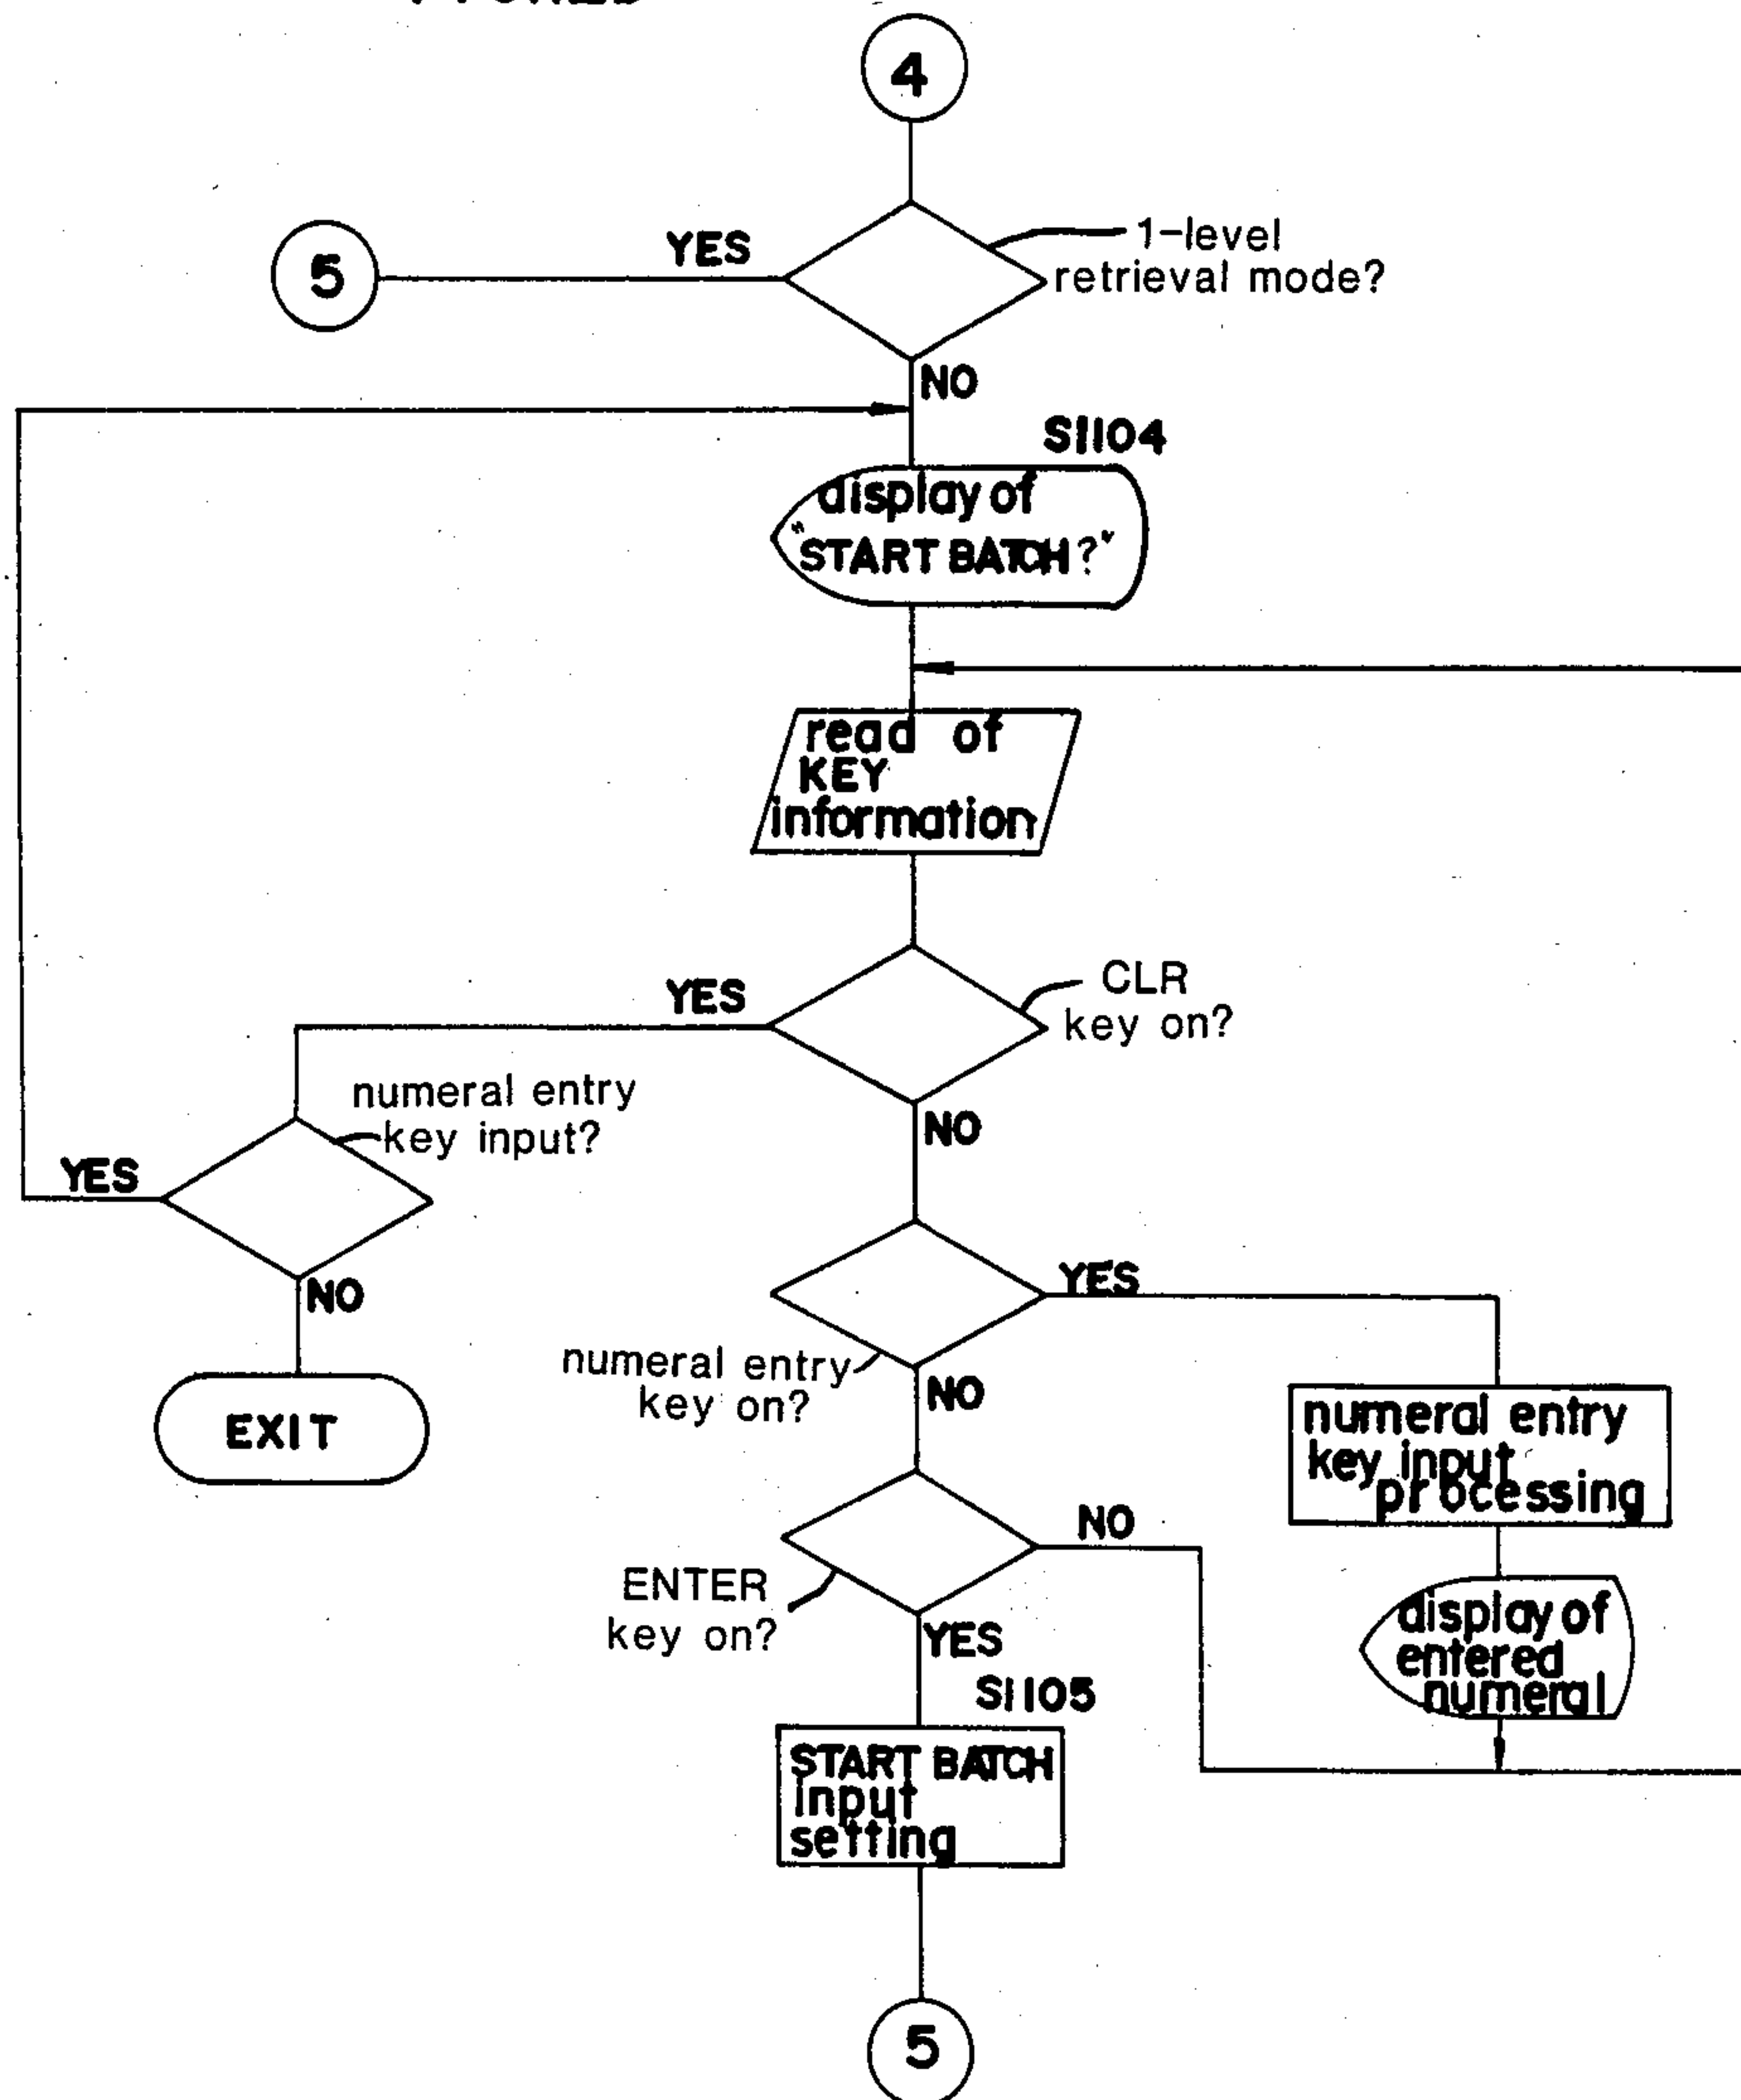 4
YES
1-level
5
retrieval mode?
NO
S1104
display of
"START BATCH?"
read of
KEY
information
YES
CLR
key on?
numeral entry
key input?
NO
YES
YES
NO
numeral entry
key on?
NO
EXIT
numeral entry
key input
processing
NO
ENTER
key on?
display of
entered
numeral
YES
S1105
START BATCH
input
setting
5